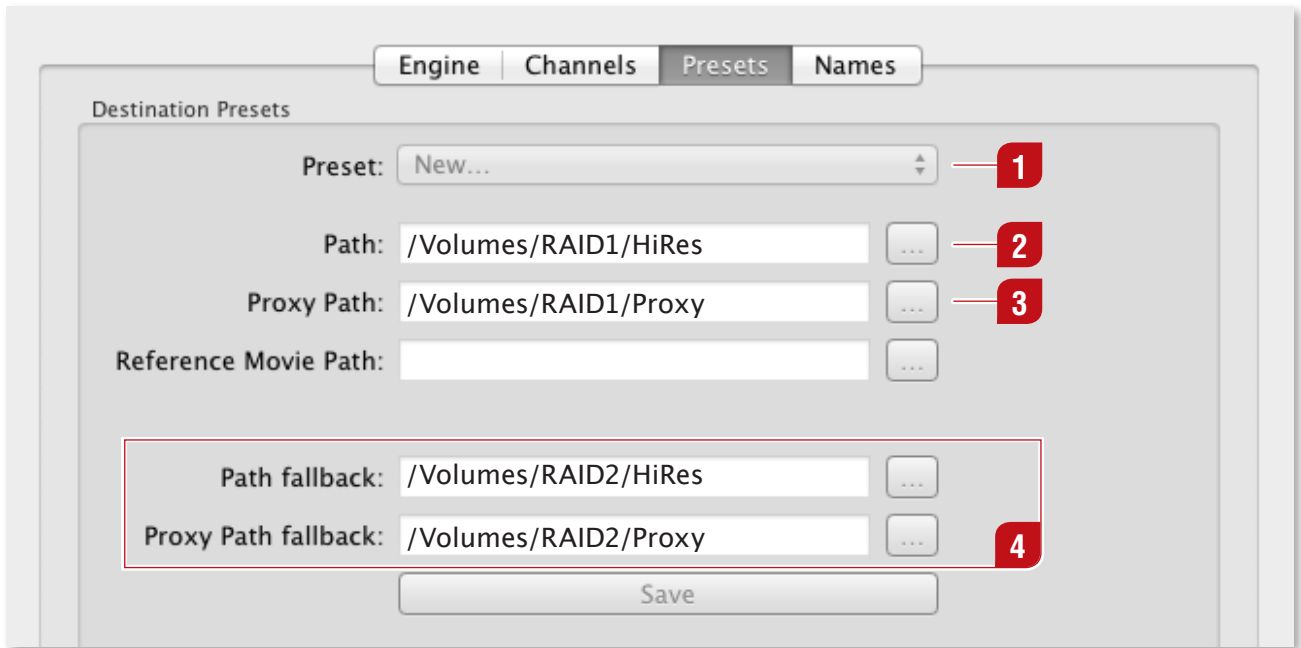 Engine Channels Presets Names
Destination Presets
Preset: New... 1
Path: /Volumes/RAID1/HiRes ... 2
Proxy Path: /Volumes/RAID1/Proxy ... 3
Reference Movie Path: ...
Path fallback: /Volumes/RAID2/HiRes ...
Proxy Path fallback: /Volumes/RAID2/Proxy ... 4
Save